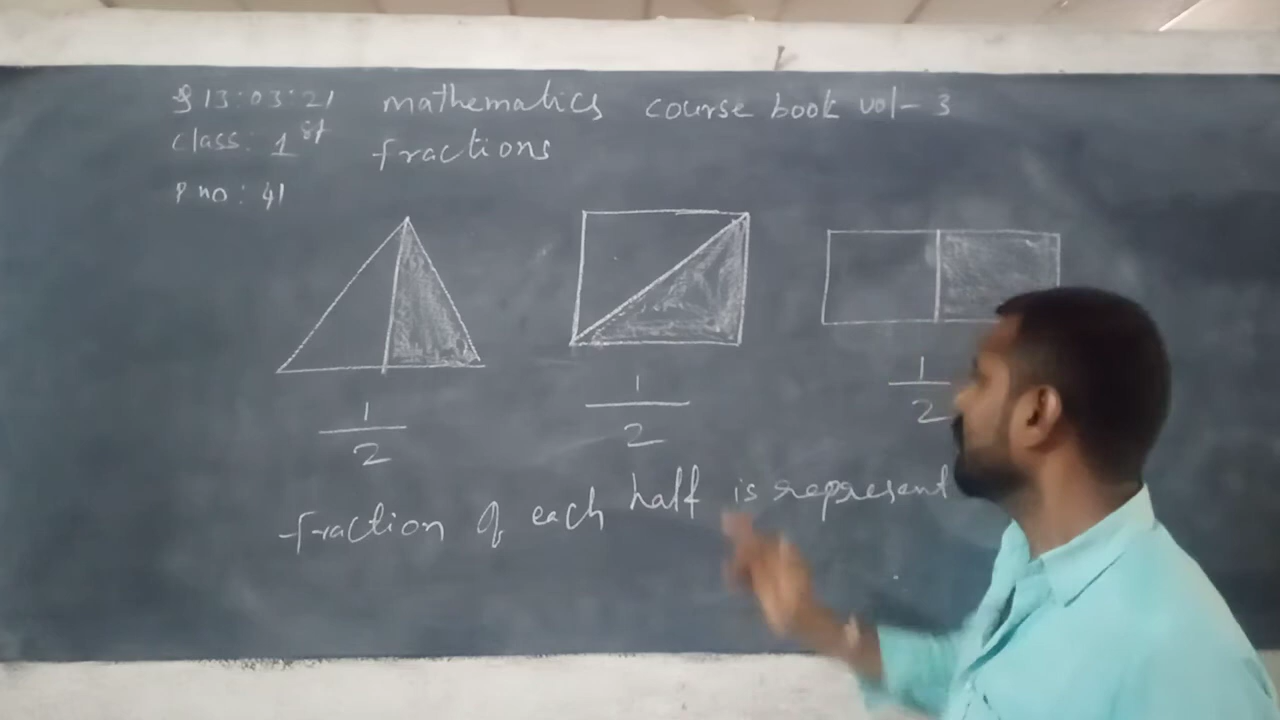 13:03:21 mathematics course book vol-3
class: 1st fractions
P no: 41
1/2 1/2 1/2
fraction of each half is represent